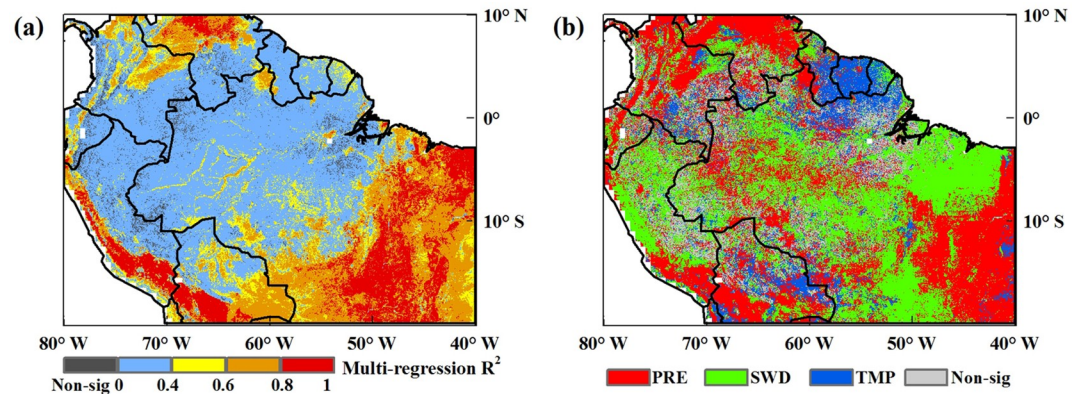 (a)
10° N
0°
10° S
80° W 70° W 60° W 50° W 40° W
Non-sig 0 0.4 0.6 0.8 1 Multi-regression R²
(b)
10° N
0°
10° S
80° W 70° W 60° W 50° W 40° W
PRE SWD TMP Non-sig